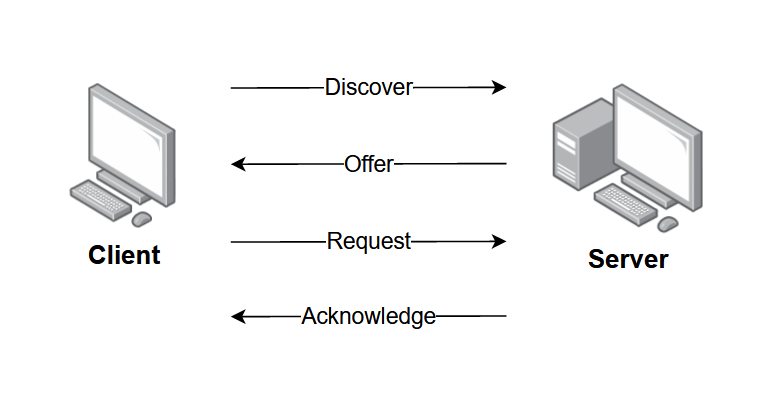 Discover
Offer
Request
Acknowledge
Client
Server